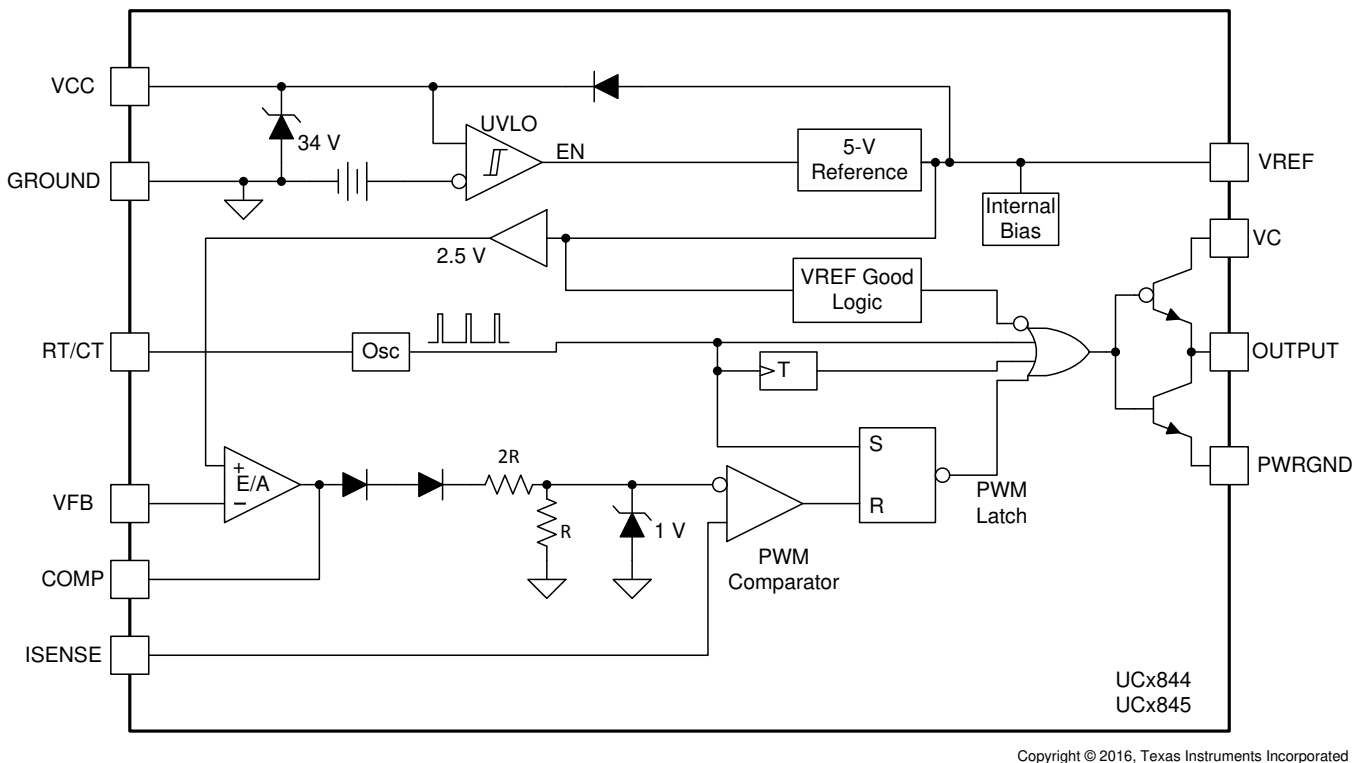 VCC
UVLO
34 V
EN
5-V
Reference
VREF
GROUND
Internal
Bias
VC
2.5 V
VREF Good
Logic
RT/CT
Osc
T
OUTPUT
S
R
PWM
Latch
PWRGND
2R
+
E/A
−
VFB
R
1 V
PWM
Comparator
COMP
ISENSE
UCx844
UCx845
Copyright © 2016, Texas Instruments Incorporated